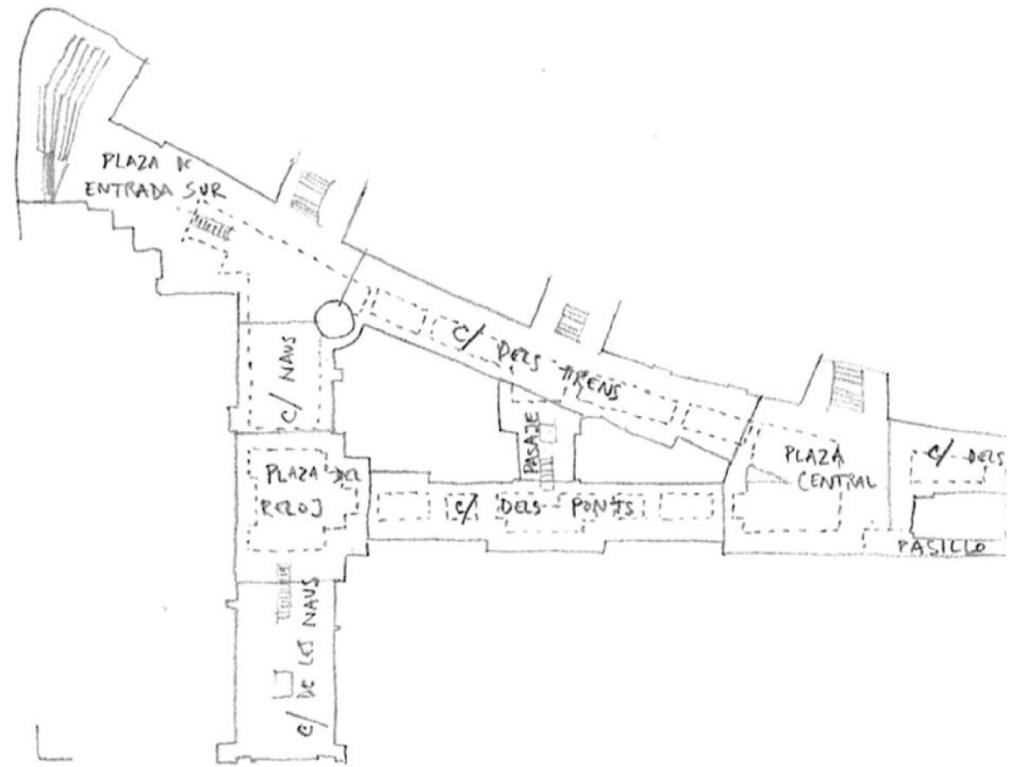 PLAZA DE
ENTRADA SUR
C/ NAUS
C/ DELS TRENS
PASAJE
PLAZA DEL
RELOJ
C/ DELS PONTS
PLAZA
CENTRAL
C/ DELS
PASILLO
C/ DE LES NAUS